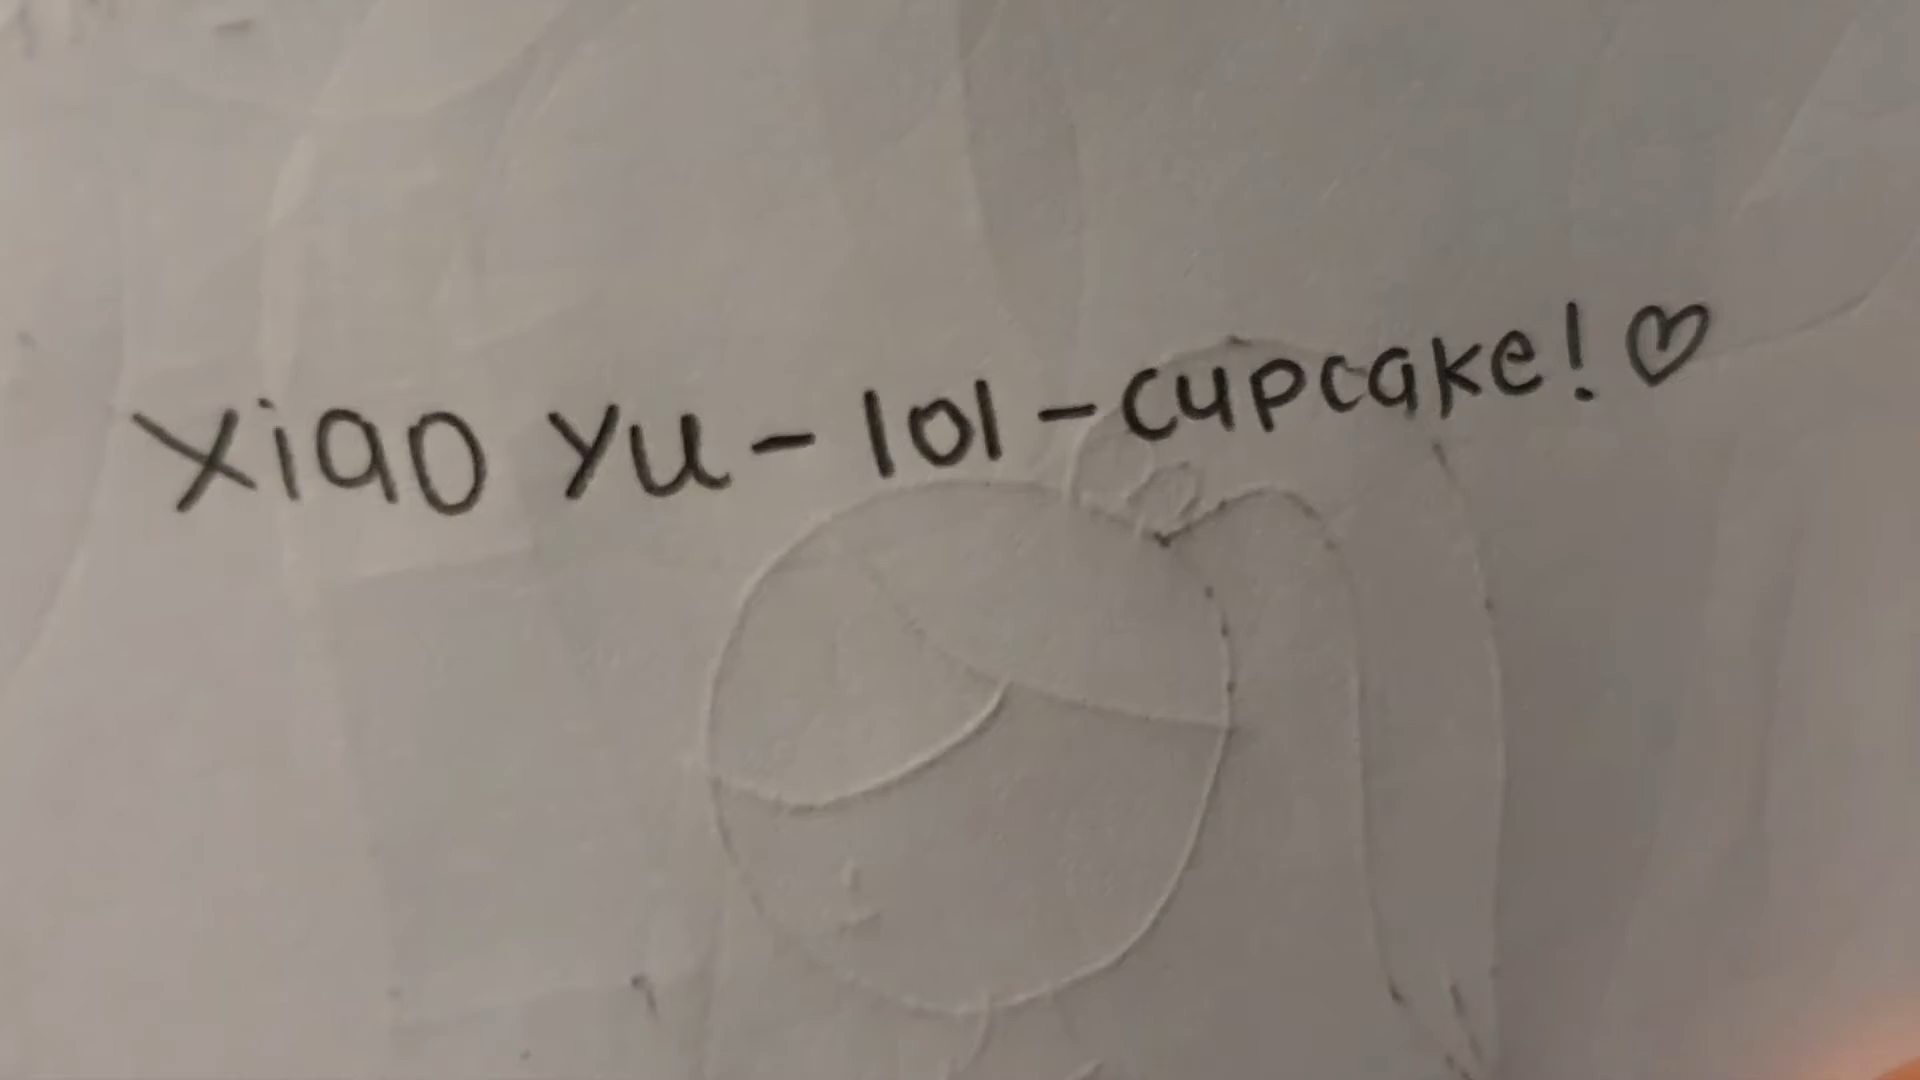 Xiao Yu - lol - cupcake! ♡